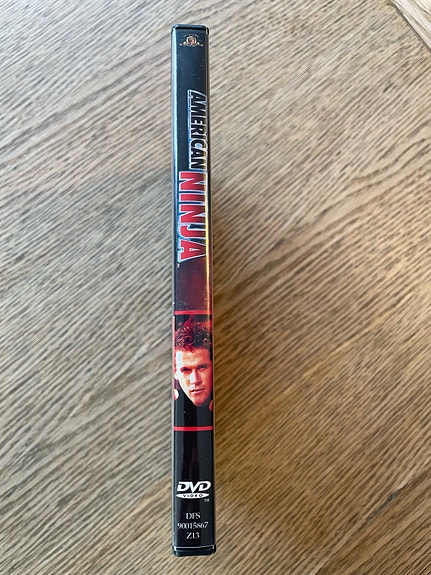 AMERICAN NINJA
DVD
VIDEO
DFS
90015867
Z13